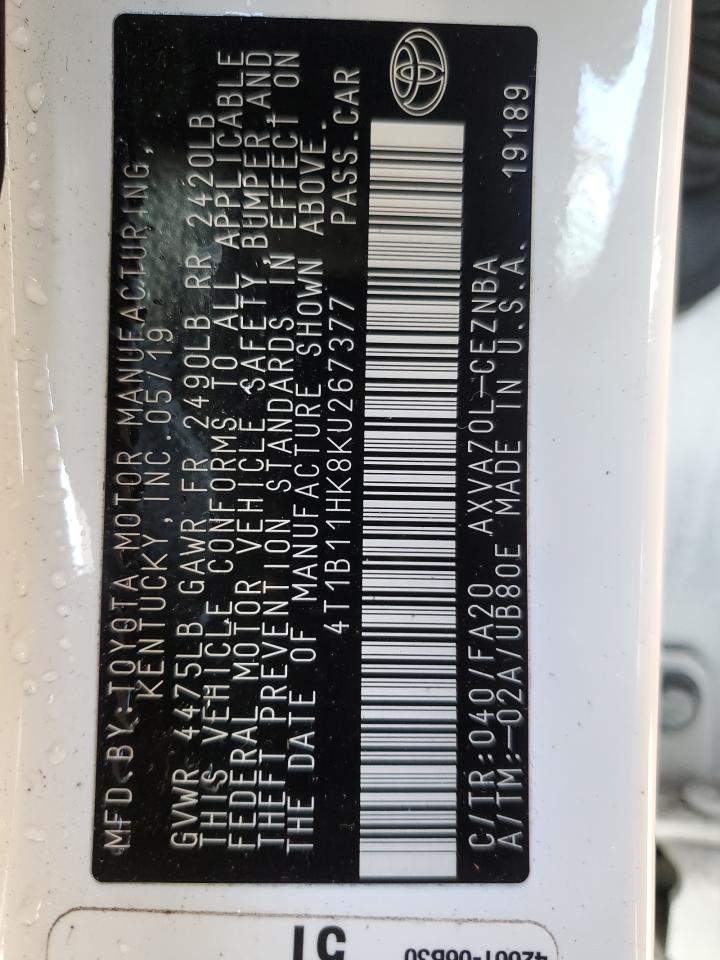 MFD.BY:TOYOTA MOTOR MANUFACTURING,
KENTUCKY,INC.05/19
GVWR 4475LB GAWR FR 2490LB RR 2420LB
THIS VEHICLE CONFORMS TO ALL APPLICABLE
FEDERAL MOTOR VEHICLE SAFETY,BUMPER,AND
THEFT PREVENTION STANDARDS IN EFFECT ON
THE DATE OF MANUFACTURE SHOWN ABOVE.
4T1B11HK8KU267377 PASS.CAR
C/TR:040/FA20 AXVA70L-CEZNBA
A/TM:-02A/UB80E MADE IN U.S.A. 19189
51